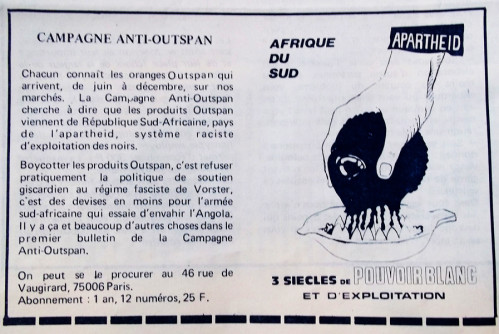 CAMPAGNE ANTI-OUTSPAN
Chacun connaît les oranges Outspan qui
arrivent, de juin à décembre, sur nos
marchés. La Campagne Anti-Outspan
cherche à dire que les produits Outspan
viennent de République Sud-Africaine, pays
de l'apartheid, système raciste
d'exploitation des noirs.
Boycotter les produits Outspan, c'est refuser
pratiquement la politique de soutien
giscardien au régime fasciste de Vorster,
c'est des devises en moins pour l'armée
sud-africaine qui essaie d'envahir l'Angola.
Il y a ça et beaucoup d'autres choses dans le
premier bulletin de la Campagne
Anti-Outspan.
On peut se le procurer au 46 rue de
Vaugirard, 75006 Paris.
Abonnement : 1 an, 12 numéros, 25 F.
AFRIQUE
DU
SUD
APARTHEID
3 SIECLES DE POUVOIR BLANC
ET D'EXPLOITATION